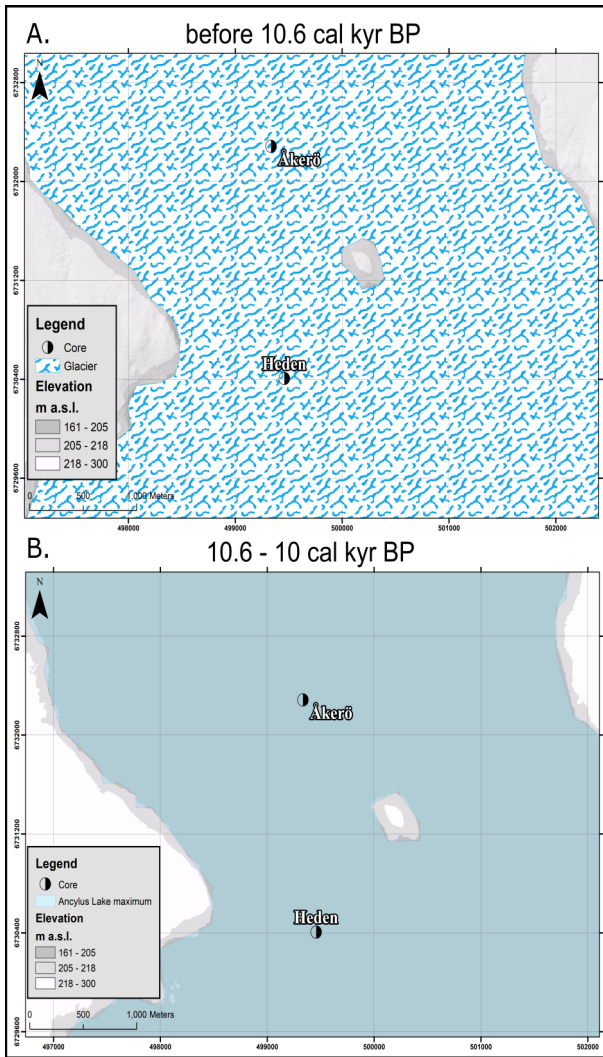 A.
before 10.6 cal kyr BP
N
6732800
6732000
6731200
6730400
6729600
Åkerö
Heden
Legend
Core
Glacier
Elevation
m a.s.l.
161 - 205
205 - 218
218 - 300
0 500 1,000 Meters
498000 499000 500000 501000 502000
B.
10.6 - 10 cal kyr BP
N
6732800
6732000
6731200
6730400
6729600
Åkerö
Heden
Legend
Core
Ancylus Lake maximum
Elevation
m a.s.l.
161 - 205
205 - 218
218 - 300
0 500 1,000 Meters
497000 498000 499000 500000 501000 502000